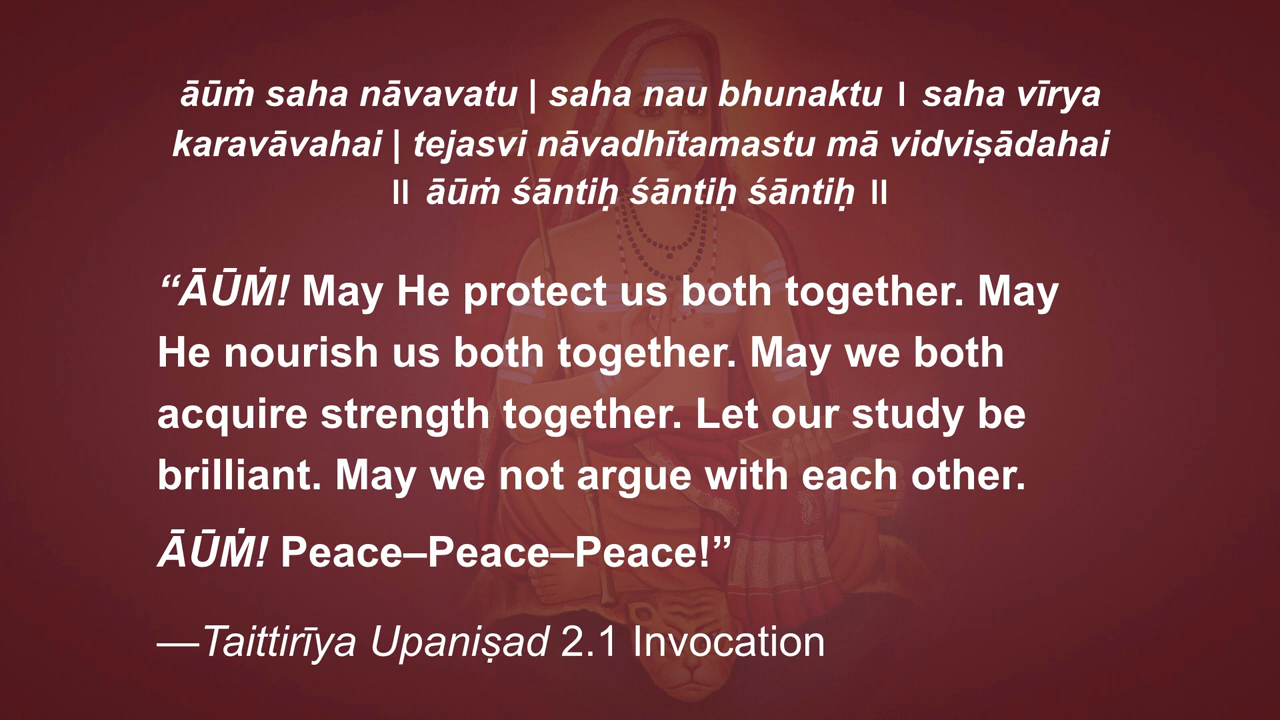 āūṁ saha nāvavatu | saha nau bhunaktu । saha vīrya
karavāvahai | tejasvi nāvadhītamastu mā vidviṣādahai
॥ āūṁ śāntiḥ śāntiḥ śāntiḥ ॥
“ĀŪṀ! May He protect us both together. May
He nourish us both together. May we both
acquire strength together. Let our study be
brilliant. May we not argue with each other.
ĀŪṀ! Peace–Peace–Peace!”
—Taittirīya Upaniṣad 2.1 Invocation